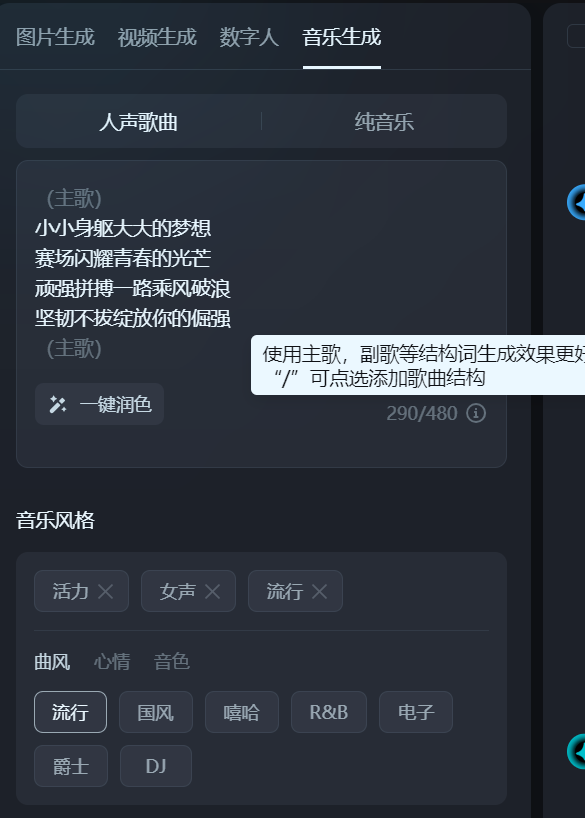 图片生成 视频生成 数字人 音乐生成
人声歌曲 纯音乐
(主歌)
小小身躯大大的梦想
赛场闪耀青春的光芒
顽强拼搏一路乘风破浪
坚韧不拔绽放你的倔强
(主歌)
使用主歌，副歌等结构词生成效果更好
“/”可点选添加歌曲结构
一键润色
290/480
音乐风格
活力 女声 流行
曲风 心情 音色
流行 国风 嘻哈 R&B 电子
爵士 DJ